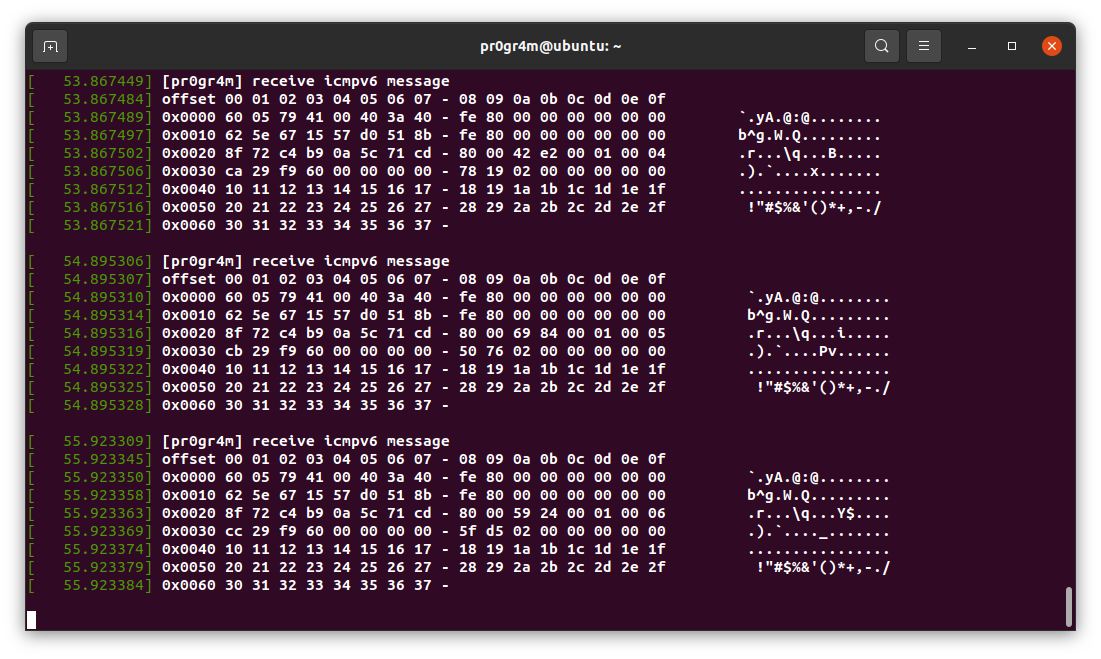 pr0gr4m@ubuntu: ~
[   53.867449] [pr0gr4m] receive icmpv6 message
[   53.867484] offset 00 01 02 03 04 05 06 07 - 08 09 0a 0b 0c 0d 0e 0f
[   53.867489] 0x0000 60 05 79 41 00 40 3a 40 - fe 80 00 00 00 00 00 00        `.yA.@:@........
[   53.867497] 0x0010 62 5e 67 15 57 d0 51 8b - fe 80 00 00 00 00 00 00        b^g.W.Q.........
[   53.867502] 0x0020 8f 72 c4 b9 0a 5c 71 cd - 80 00 42 e2 00 01 00 04        .r...\q...B.....
[   53.867506] 0x0030 ca 29 f9 60 00 00 00 00 - 78 19 02 00 00 00 00 00        .).`....x.......
[   53.867512] 0x0040 10 11 12 13 14 15 16 17 - 18 19 1a 1b 1c 1d 1e 1f        ................
[   53.867516] 0x0050 20 21 22 23 24 25 26 27 - 28 29 2a 2b 2c 2d 2e 2f         !"#$%&'()*+,-./
[   53.867521] 0x0060 30 31 32 33 34 35 36 37 -
[   54.895306] [pr0gr4m] receive icmpv6 message
[   54.895307] offset 00 01 02 03 04 05 06 07 - 08 09 0a 0b 0c 0d 0e 0f
[   54.895310] 0x0000 60 05 79 41 00 40 3a 40 - fe 80 00 00 00 00 00 00         `.yA.@:@........
[   54.895314] 0x0010 62 5e 67 15 57 d0 51 8b - fe 80 00 00 00 00 00 00         b^g.W.Q.........
[   54.895316] 0x0020 8f 72 c4 b9 0a 5c 71 cd - 80 00 69 84 00 01 00 05         .r...\q...i.....
[   54.895319] 0x0030 cb 29 f9 60 00 00 00 00 - 50 76 02 00 00 00 00 00         .).`....Pv......
[   54.895322] 0x0040 10 11 12 13 14 15 16 17 - 18 19 1a 1b 1c 1d 1e 1f         ................
[   54.895325] 0x0050 20 21 22 23 24 25 26 27 - 28 29 2a 2b 2c 2d 2e 2f          !"#$%&'()*+,-./
[   54.895328] 0x0060 30 31 32 33 34 35 36 37 -
[   55.923309] [pr0gr4m] receive icmpv6 message
[   55.923345] offset 00 01 02 03 04 05 06 07 - 08 09 0a 0b 0c 0d 0e 0f
[   55.923350] 0x0000 60 05 79 41 00 40 3a 40 - fe 80 00 00 00 00 00 00         `.yA.@:@........
[   55.923358] 0x0010 62 5e 67 15 57 d0 51 8b - fe 80 00 00 00 00 00 00         b^g.W.Q.........
[   55.923363] 0x0020 8f 72 c4 b9 0a 5c 71 cd - 80 00 59 24 00 01 00 06         .r...\q...Y$....
[   55.923369] 0x0030 cc 29 f9 60 00 00 00 00 - 5f d5 02 00 00 00 00 00         .).`...._.......
[   55.923374] 0x0040 10 11 12 13 14 15 16 17 - 18 19 1a 1b 1c 1d 1e 1f         ................
[   55.923379] 0x0050 20 21 22 23 24 25 26 27 - 28 29 2a 2b 2c 2d 2e 2f          !"#$%&'()*+,-./
[   55.923384] 0x0060 30 31 32 33 34 35 36 37 -